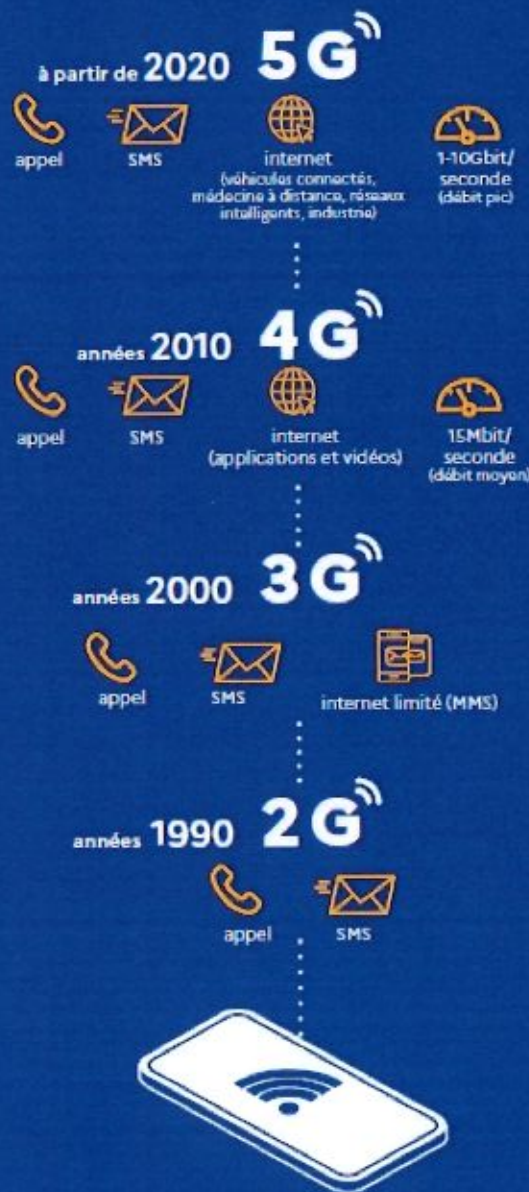 à partir de 2020 5G
appel
SMS
internet
(véhicules connectés,
médecine à distance, réseaux
intelligents, industrie)
1-10Gbit/
seconde
(débit pic)
années 2010 4G
appel
SMS
internet
(applications et vidéos)
15Mbit/
seconde
(débit moyen)
années 2000 3G
appel
SMS
internet limité (MMS)
années 1990 2G
appel
SMS